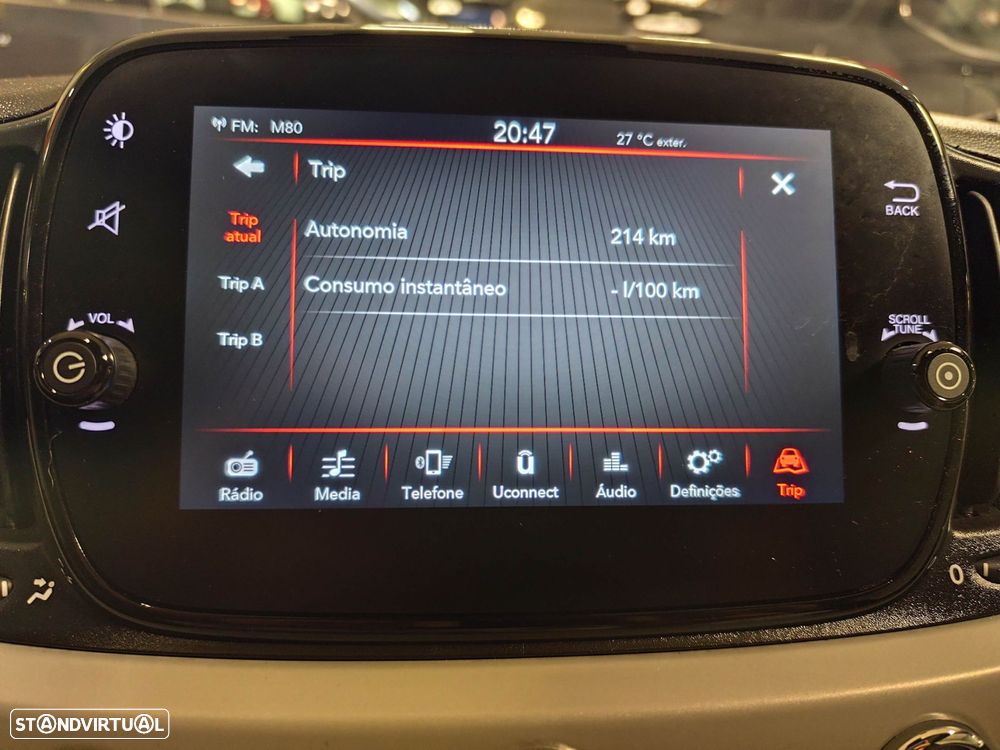 FM: M80
20:47
27 °C exter.
Trip
BACK
Trip
atual
Autonomia
214 km
Trip A
Consumo instantâneo
- l/100 km
Trip B
VOL
SCROLL
TUNE
Rádio
Media
Telefone
Uconnect
Áudio
Definições
Trip
0
STANDVIRTUAL